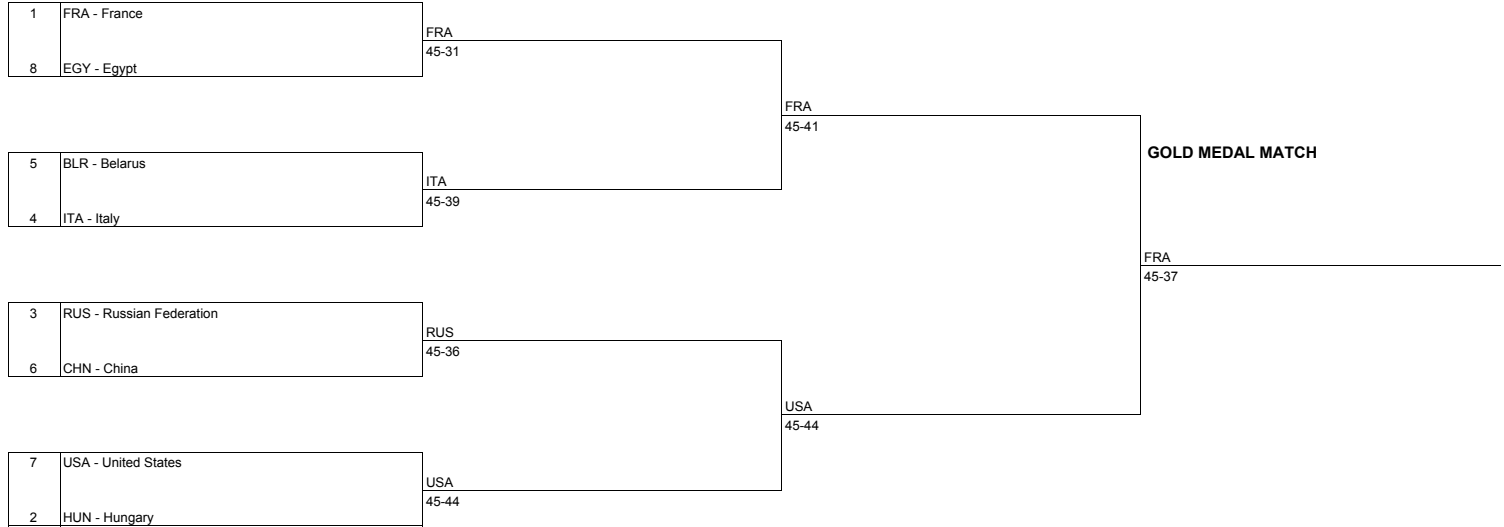 1 FRA - France
FRA
45-31
8 EGY - Egypt
FRA
45-41
GOLD MEDAL MATCH
5 BLR - Belarus
ITA
45-39
4 ITA - Italy
FRA
45-37
3 RUS - Russian Federation
RUS
45-36
6 CHN - China
USA
45-44
7 USA - United States
USA
45-44
2 HUN - Hungary